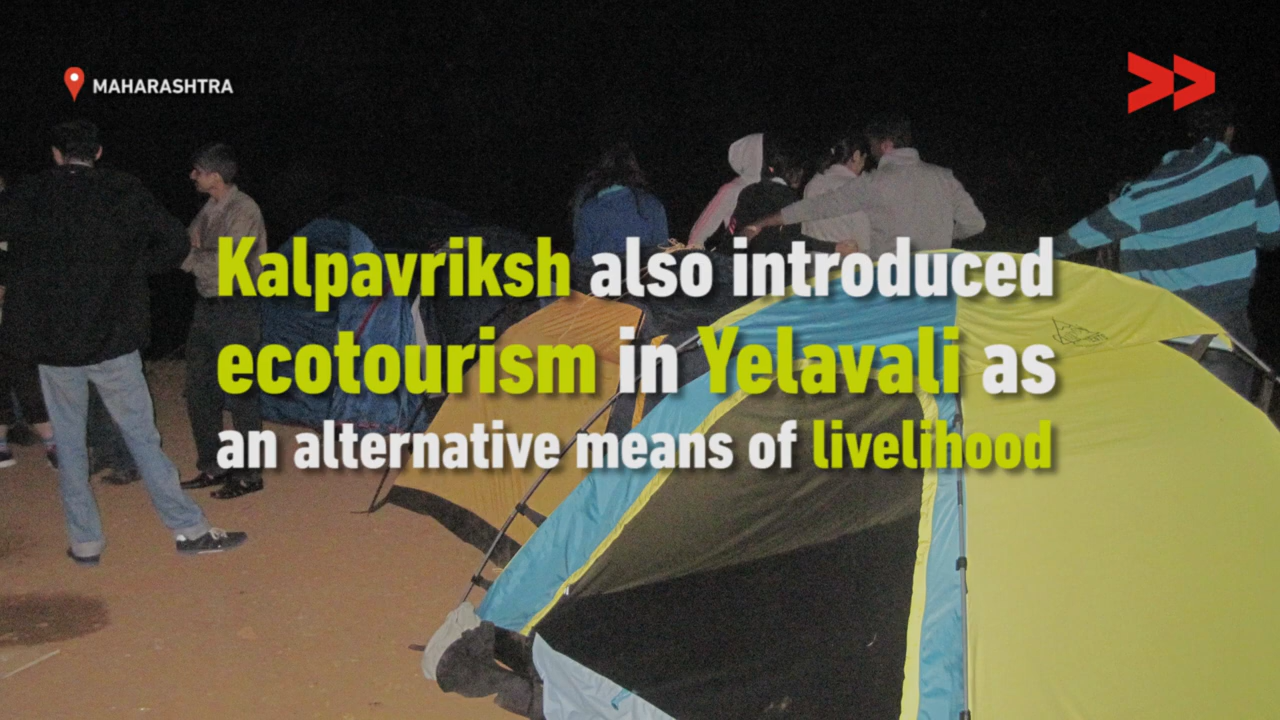 MAHARASHTRA
Kalpavriksh also introduced
ecotourism in Yelavali as
an alternative means of livelihood